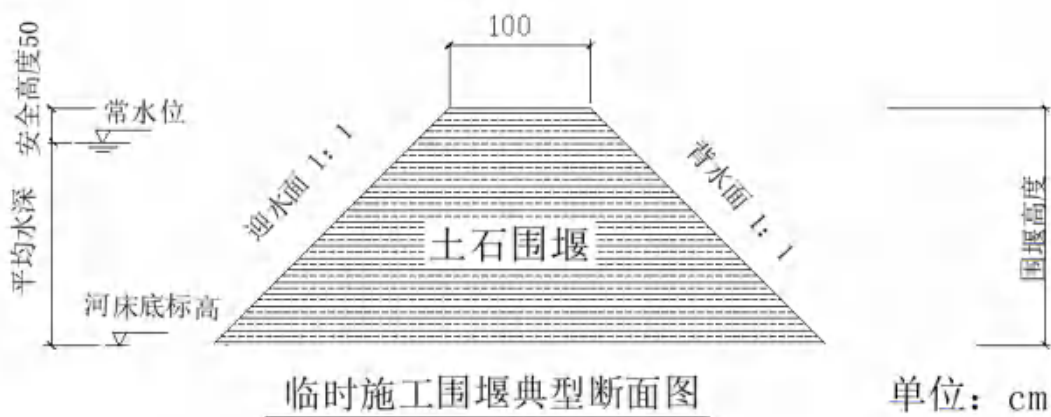 100
安全高度50
常水位
迎水面 1：1
背水面 1：1
平均水深
土石围堰
围堰高度
河床底标高
临时施工围堰典型断面图
单位：cm